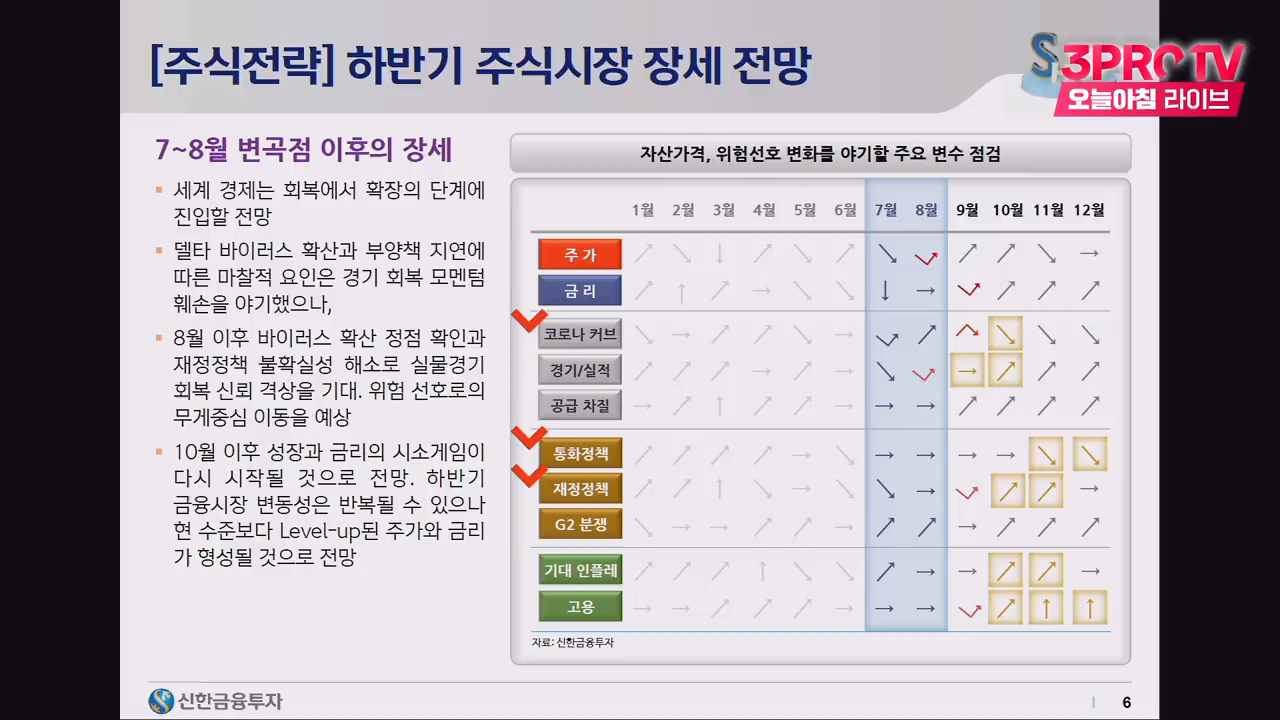 [주식전략] 하반기 주식시장 장세 전망
3PRO TV
오늘아침 라이브
7~8월 변곡점 이후의 장세
세계 경제는 회복에서 확장의 단계에
진입할 전망
델타 바이러스 확산과 부양책 지연에
따른 마찰적 요인은 경기 회복 모멘텀
훼손을 야기했으나,
8월 이후 바이러스 확산 정점 확인과
재정정책 불확실성 해소로 실물경기
회복 신뢰 격상을 기대. 위험 선호로의
무게중심 이동을 예상
10월 이후 성장과 금리의 시소게임이
다시 시작될 것으로 전망. 하반기
금융시장 변동성은 반복될 수 있으나
현 수준보다 Level-up된 주가와 금리
가 형성될 것으로 전망
자산가격, 위험선호 변화를 야기할 주요 변수 점검
1월 2월 3월 4월 5월 6월 7월 8월 9월 10월 11월 12월
주 가
금 리
코로나 커브
경기/실적
공급 차질
통화정책
재정정책
G2 분쟁
기대 인플레
고용
자료: 신한금융투자
신한금융투자
6